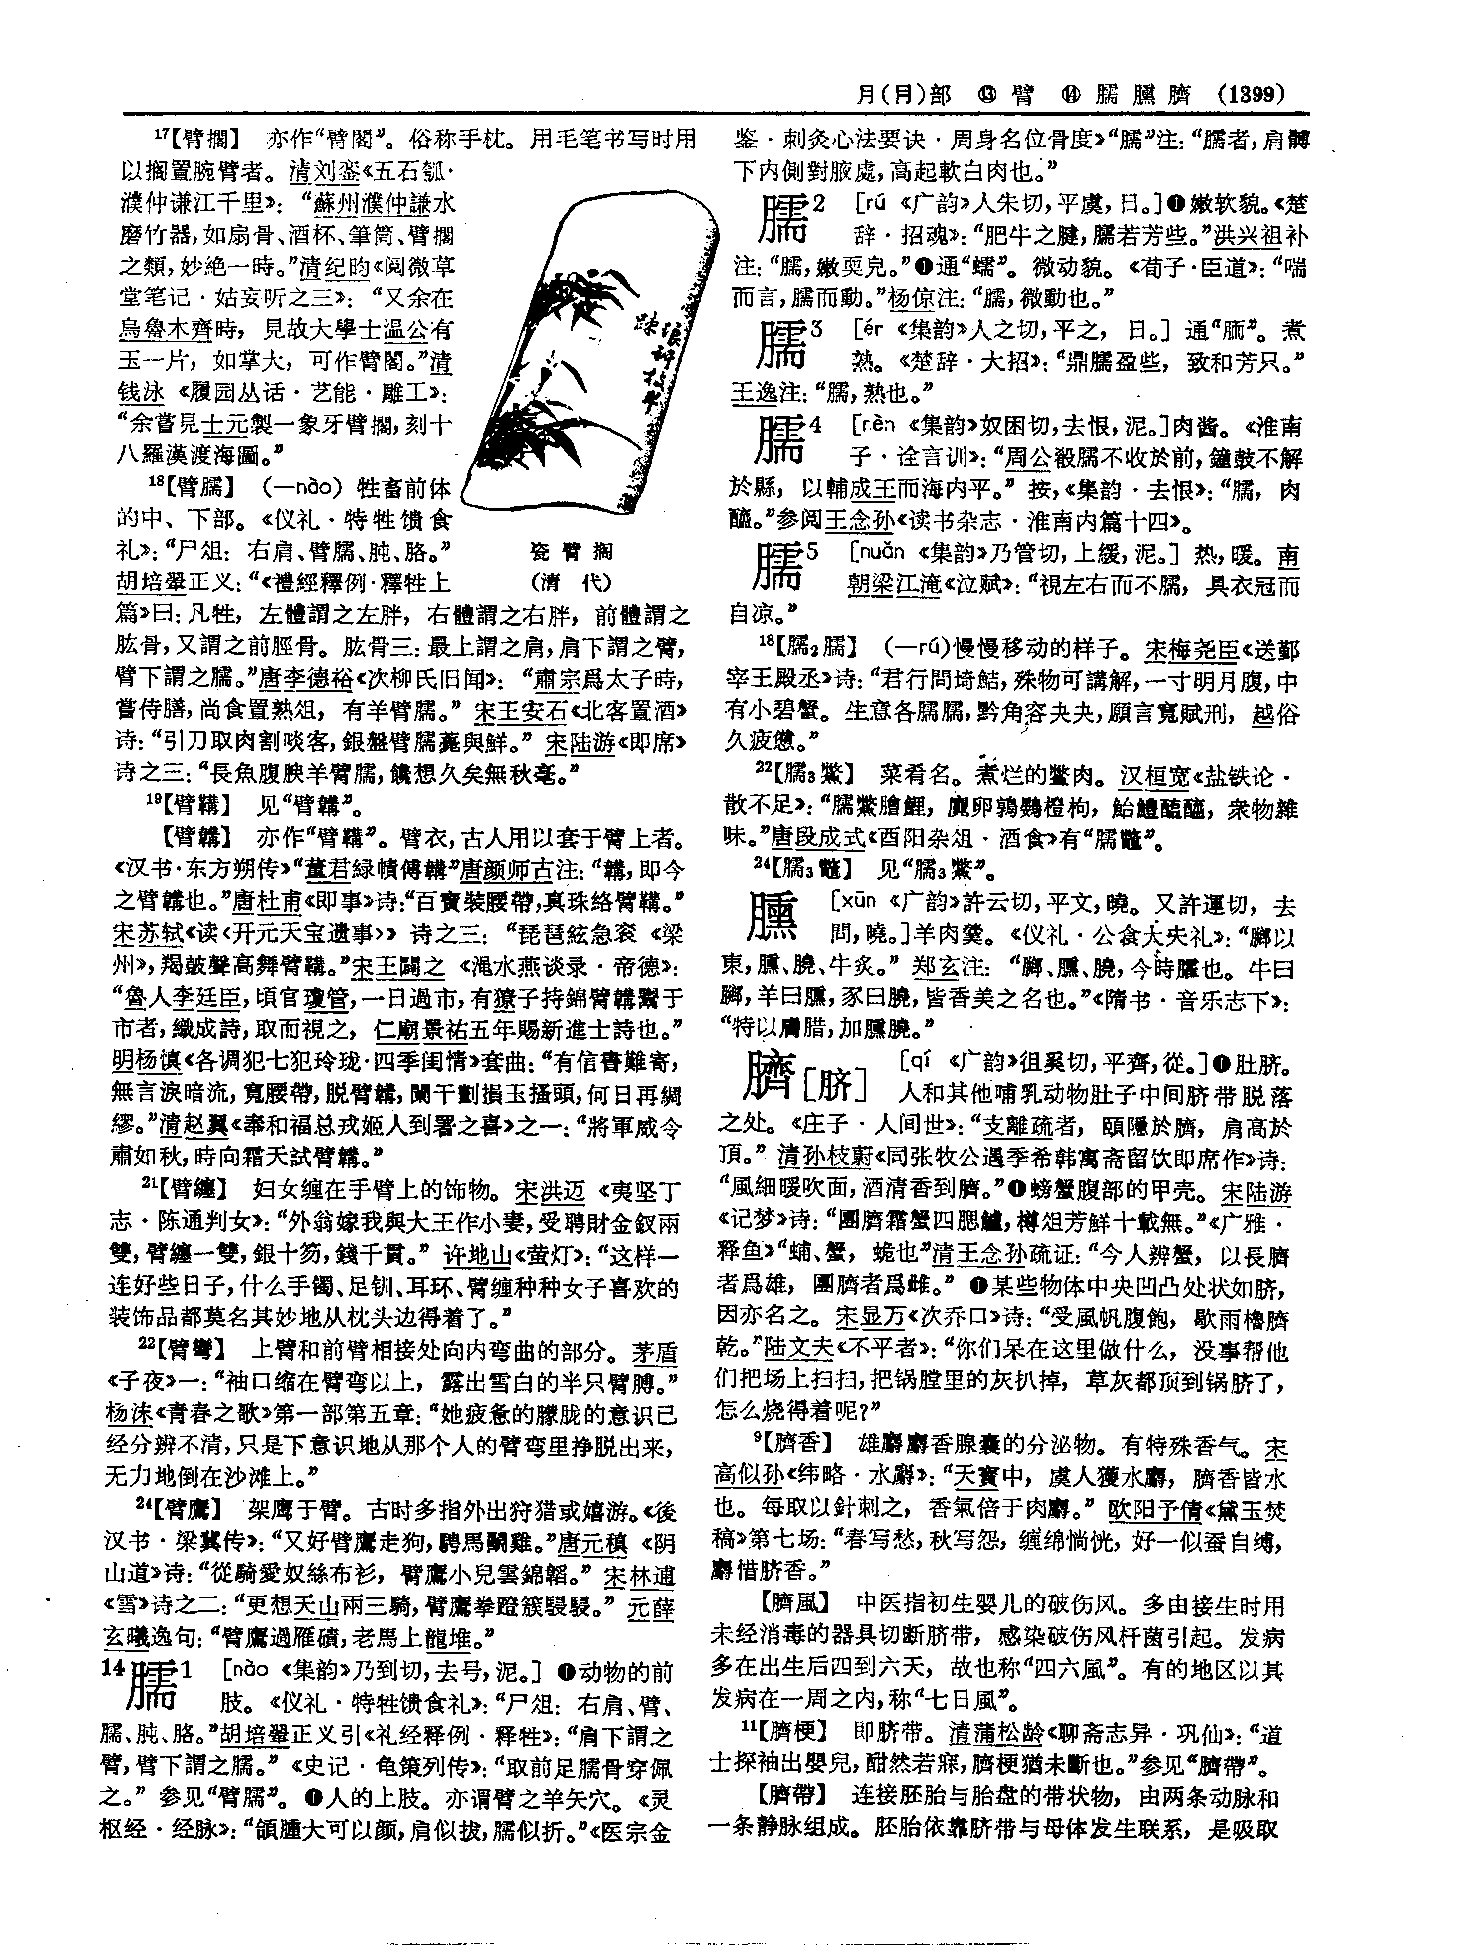 月(⺼)部 ⑬臂 ⑭臑臐臍 (1399)
17【臂搁】 亦作“臂閣”。俗称手枕。用毛笔书写时用
以搁置腕臂者。清刘銮《五石瓠·
濮仲谦江千里》：“蘇州濮仲謙水
磨竹器，如扇骨、酒杯、筆筒、臂擱
之類，妙絶一時。”清纪昀《阅微草
堂笔记·姑妄听之三》：“又余在
烏魯木齊時，見故大學士温公有
玉一片，如掌大，可作臂閣。”清
钱泳《履园丛话·艺能·雕工》：
“余嘗見士元製一象牙臂擱，刻十
八羅漢渡海圖。”
18【臂臑】 (—nào) 牲畜前体
的中、下部。《仪礼·特牲馈食
礼》：“尸俎：右肩、臂臑、肫、胳。”
胡培翬正义：“《禮經釋例·釋牲上
瓷臂搁
(清 代)
篇》曰：凡牲，左體謂之左胖，右體謂之右胖，前體謂之
肱骨，又謂之前脛骨。肱骨三：最上謂之肩，肩下謂之臂，
臂下謂之臑。”唐李德裕《次柳氏旧闻》：“肅宗爲太子時，
嘗侍膳，尚食置熟俎，有羊臂臑。”宋王安石《北客置酒》
诗：“引刀取肉割啖客，銀盤臂臑薧與鮮。”宋陆游《即席》
诗之三：“長魚腹腴羊臂臑，饞想久矣無秋毫。”
19【臂鞲】 见“臂韝”。
【臂韝】 亦作“臂鞲”。臂衣，古人用以套于臂上者。
《汉书·东方朔传》“董君緑幘傅韝”唐颜师古注：“韝，即今
之臂韝也。”唐杜甫《即事》诗：“百寶裝腰帶，真珠络臂鞲。”
宋苏轼《读〈开元天宝遗事〉》诗之三：“琵琶絃急衮《梁
州》，羯鼓聲高舞臂鞲。”宋王闢之《渑水燕谈录·帝德》：
“魯人李廷臣，頃官瓊管，一日過市，有獠子持錦臂韝鬻于
市者，織成詩，取而視之，仁廟景祐五年賜新進士詩也。”
明杨慎《各调犯七犯玲珑·四季闺情》套曲：“有信書難寄，
無言淚暗流，寬腰帶，脱臂韝，闌干劃損玉搔頭，何日再綢
繆。”清赵翼《奉和福总戎姬人到署之喜》之一：“將軍威令
肅如秋，時向霜天試臂韝。”
21【臂纏】 妇女缠在手臂上的饰物。宋洪迈《夷坚丁
志·陈通判女》：“外翁嫁我與大王作小妻，受聘財金釵兩
雙，臂纏一雙，銀十笏，錢千貫。”许地山《萤灯》：“这样一
连好些日子，什么手镯、足钏、耳环、臂缠种种女子喜欢的
装饰品都莫名其妙地从枕头边得着了。”
22【臂彎】 上臂和前臂相接处向内弯曲的部分。茅盾
《子夜》一：“袖口缩在臂弯以上，露出雪白的半只臂膊。”
杨沫《青春之歌》第一部第五章：“她疲惫的朦胧的意识已
经分辨不清，只是下意识地从那个人的臂弯里挣脱出来，
无力地倒在沙滩上。”
24【臂鷹】 架鹰于臂。古时多指外出狩猎或嬉游。《後
汉书·梁冀传》：“又好臂鷹走狗，騁馬鬭雞。”唐元稹《阴
山道》诗：“從騎愛奴絲布衫，臂鷹小兒雲錦韜。”宋林逋
《雪》诗之二：“更想天山兩三騎，臂鷹拳蹬簇駸駸。”元薛
玄曦逸句：“臂鷹過雁磧，老馬上龍堆。”
14臑1 [nào 《集韵》乃到切，去号，泥。] ❶动物的前
肢。《仪礼·特牲馈食礼》：“尸俎：右肩、臂、
臑、肫、胳。”胡培翬正义引《礼经释例·释牲》：“肩下謂之
臂，臂下謂之臑。”《史记·龟策列传》：“取前足臑骨穿佩
之。”参见“臂臑”。❷人的上肢。亦谓臂之羊矢穴。《灵
枢经·经脉》：“頷腫大可以颜，肩似拔，臑似折。”《医宗金
鉴·刺灸心法要诀·周身名位骨度》“臑”注：“臑者，肩髆
下内側對腋處，高起軟白肉也。”
臑2 [rú 《广韵》人朱切，平虞，日。]❶嫩软貌。《楚
辞·招魂》：“肥牛之腱，臑若芳些。”洪兴祖补
注：“臑，嫩耎皃。”❷通“蠕”。微动貌。《荀子·臣道》：“喘
而言，臑而動。”杨倞注：“臑，微動也。”
臑3 [ér 《集韵》人之切，平之，日。] 通“胹”。煮
熟。《楚辞·大招》：“鼎臑盈些，致和芳只。”
王逸注：“臑，熟也。”
臑4 [rèn 《集韵》奴困切，去恨，泥。]肉酱。《淮南
子·诠言训》：“周公殽臑不收於前，鐘鼓不解
於縣，以輔成王而海内平。”按，《集韵·去恨》：“臑，肉
醢。”参阅王念孙《读书杂志·淮南内篇十四》。
臑5 [nuǎn 《集韵》乃管切，上緩，泥。] 热，暖。南
朝梁江淹《泣赋》：“視左右而不臑，具衣冠而
自凉。”
18【臑2臑】 (—rú)慢慢移动的样子。宋梅尧臣《送鄞
宰王殿丞》诗：“君行問埼鮚，殊物可講解，一寸明月腹，中
有小碧蟹。生意各臑臑，黔角容夬夬，願言寬賦刑，越俗
久疲憊。”
22【臑3鱉】 菜肴名。煮烂的鳖肉。汉桓宽《盐铁论·
散不足》：“臑鱉膾鯉，麑卵鶉鷃橙枸，鮐鱧醢醯，衆物雜
味。”唐段成式《酉阳杂俎·酒食》有“臑鼈”。
24【臑3鼈】 见“臑3鱉”。
臐 [xūn 《广韵》許云切，平文，曉。又許運切，去
問，曉。]羊肉羹。《仪礼·公食大夫礼》：“膷以
東，臐、膮、牛炙。”郑玄注：“膷、臐、膮，今時臛也。牛曰
膷，羊曰臐，豕曰膮，皆香美之名也。”《隋书·音乐志下》：
“特以膚腊，加臐膮。”
臍[脐] [qí 《广韵》徂奚切，平齊，從。]❶肚脐。
人和其他哺乳动物肚子中间脐带脱落
之处。《庄子·人间世》：“支離疏者，頤隱於臍，肩高於
頂。”清孙枝蔚《同张牧公遇季希韩寓斋留饮即席作》诗：
“風細暖吹面，酒清香到臍。”❷螃蟹腹部的甲壳。宋陆游
《记梦》诗：“團臍霜蟹四腮鱸，樽俎芳鮮十載無。”《广雅·
释鱼》“蜅、蟹，蛫也”清王念孙疏证：“今人辨蟹，以長臍
者爲雄，團臍者爲雌。”❸某些物体中央凹凸处状如脐，
因亦名之。宋显万《次乔口》诗：“受風帆腹飽，歇雨櫓臍
乾。”陆文夫《不平者》：“你们呆在这里做什么，没事帮他
们把场上扫扫，把锅膛里的灰扒掉，草灰都顶到锅脐了，
怎么烧得着呢？”
9【臍香】 雄麝麝香腺囊的分泌物。有特殊香气。宋
高似孙《纬略·水麝》：“天寶中，虞人獲水麝，臍香皆水
也。每取以針刺之，香氣倍于肉麝。”欧阳予倩《黛玉焚
稿》第七场：“春写愁，秋写怨，缠绵惝恍，好一似蚕自缚，
麝惜脐香。”
【臍風】 中医指初生婴儿的破伤风。多由接生时用
未经消毒的器具切断脐带，感染破伤风杆菌引起。发病
多在出生后四到六天，故也称“四六風”。有的地区以其
发病在一周之内，称“七日風”。
11【臍梗】 即脐带。清蒲松龄《聊斋志异·巩仙》：“道
士探袖出嬰兒，酣然若寐，臍梗猶未斷也。”参见“臍帶”。
【臍帶】 连接胚胎与胎盘的带状物，由两条动脉和
一条静脉组成。胚胎依靠脐带与母体发生联系，是吸取